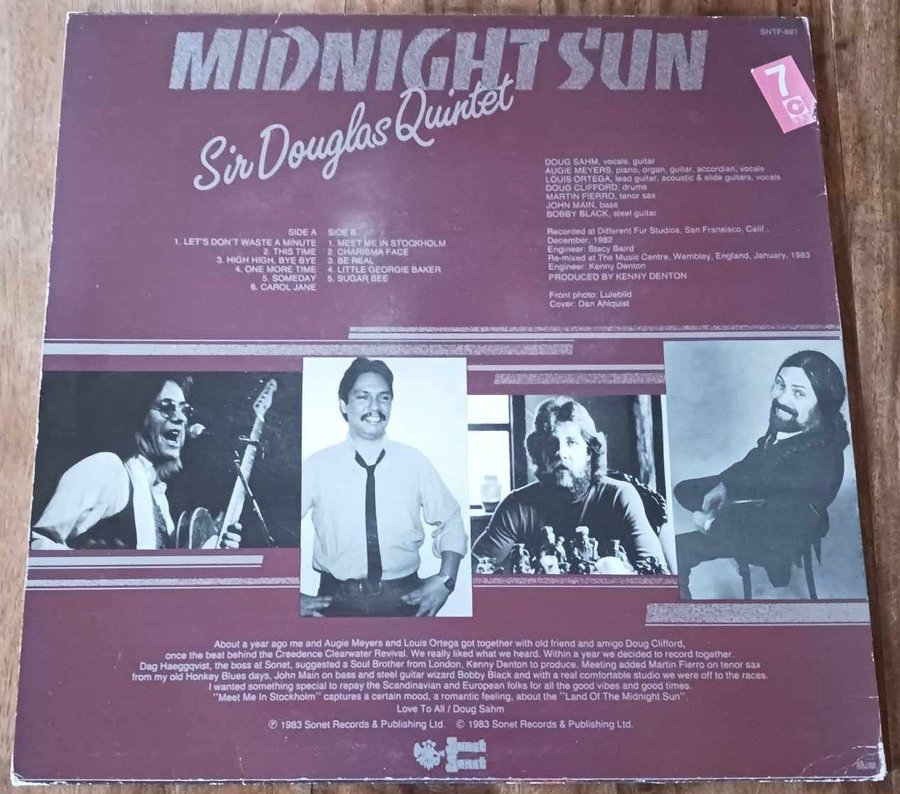 MIDNIGHT SUN
SNTF-897
7
Sir Douglas Quintet
DOUG SAHM, vocals, guitar
AUGIE MEYERS, piano, organ, guitar, accordian, vocals
LOUIS ORTEGA, lead guitar, acoustic & slide guitars, vocals
DOUG CLIFFORD, drums
MARTIN FIERRO, tenor sax
JOHN MAIN, bass
BOBBY BLACK, steel guitar
SIDE A
1. LET'S DON'T WASTE A MINUTE
2. THIS TIME
3. HIGH HIGH, BYE BYE
4. ONE MORE TIME
5. SOMEDAY
6. CAROL JANE
SIDE B
1. MEET ME IN STOCKHOLM
2. CHARISMA FACE
3. BE REAL
4. LITTLE GEORGIE BAKER
5. SUGAR BEE
Recorded at Different Fur Studios, San Fransisco, Calif.,
December, 1982
Engineer: Stacy Baird
Re-mixed at The Music Centre, Wembley, England, January, 1983
Engineer: Kenny Denton
PRODUCED BY KENNY DENTON
Front photo: Lulebild
Cover: Dan Ahlquist
About a year ago me and Augie Meyers and Louis Ortega got together with old friend and amigo Doug Clifford,
once the beat behind the Creedence Clearwater Revival. We really liked what we heard. Within a year we decided to record together.
Dag Haeggqvist, the boss at Sonet, suggested a Soul Brother from London, Kenny Denton to produce. Meeting added Martin Fierro on tenor sax
from my old Honkey Blues days, John Main on bass and steel guitar wizard Bobby Black and with a real comfortable studio we were off to the races.
I wanted something special to repay the Scandinavian and European folks for all the good vibes and good times.
"Meet Me In Stockholm" captures a certain mood, a romantic feeling, about the "Land Of The Midnight Sun".
Love To All / Doug Sahm
℗ 1983 Sonet Records & Publishing Ltd. © 1983 Sonet Records & Publishing Ltd.
Sonet
Sonet